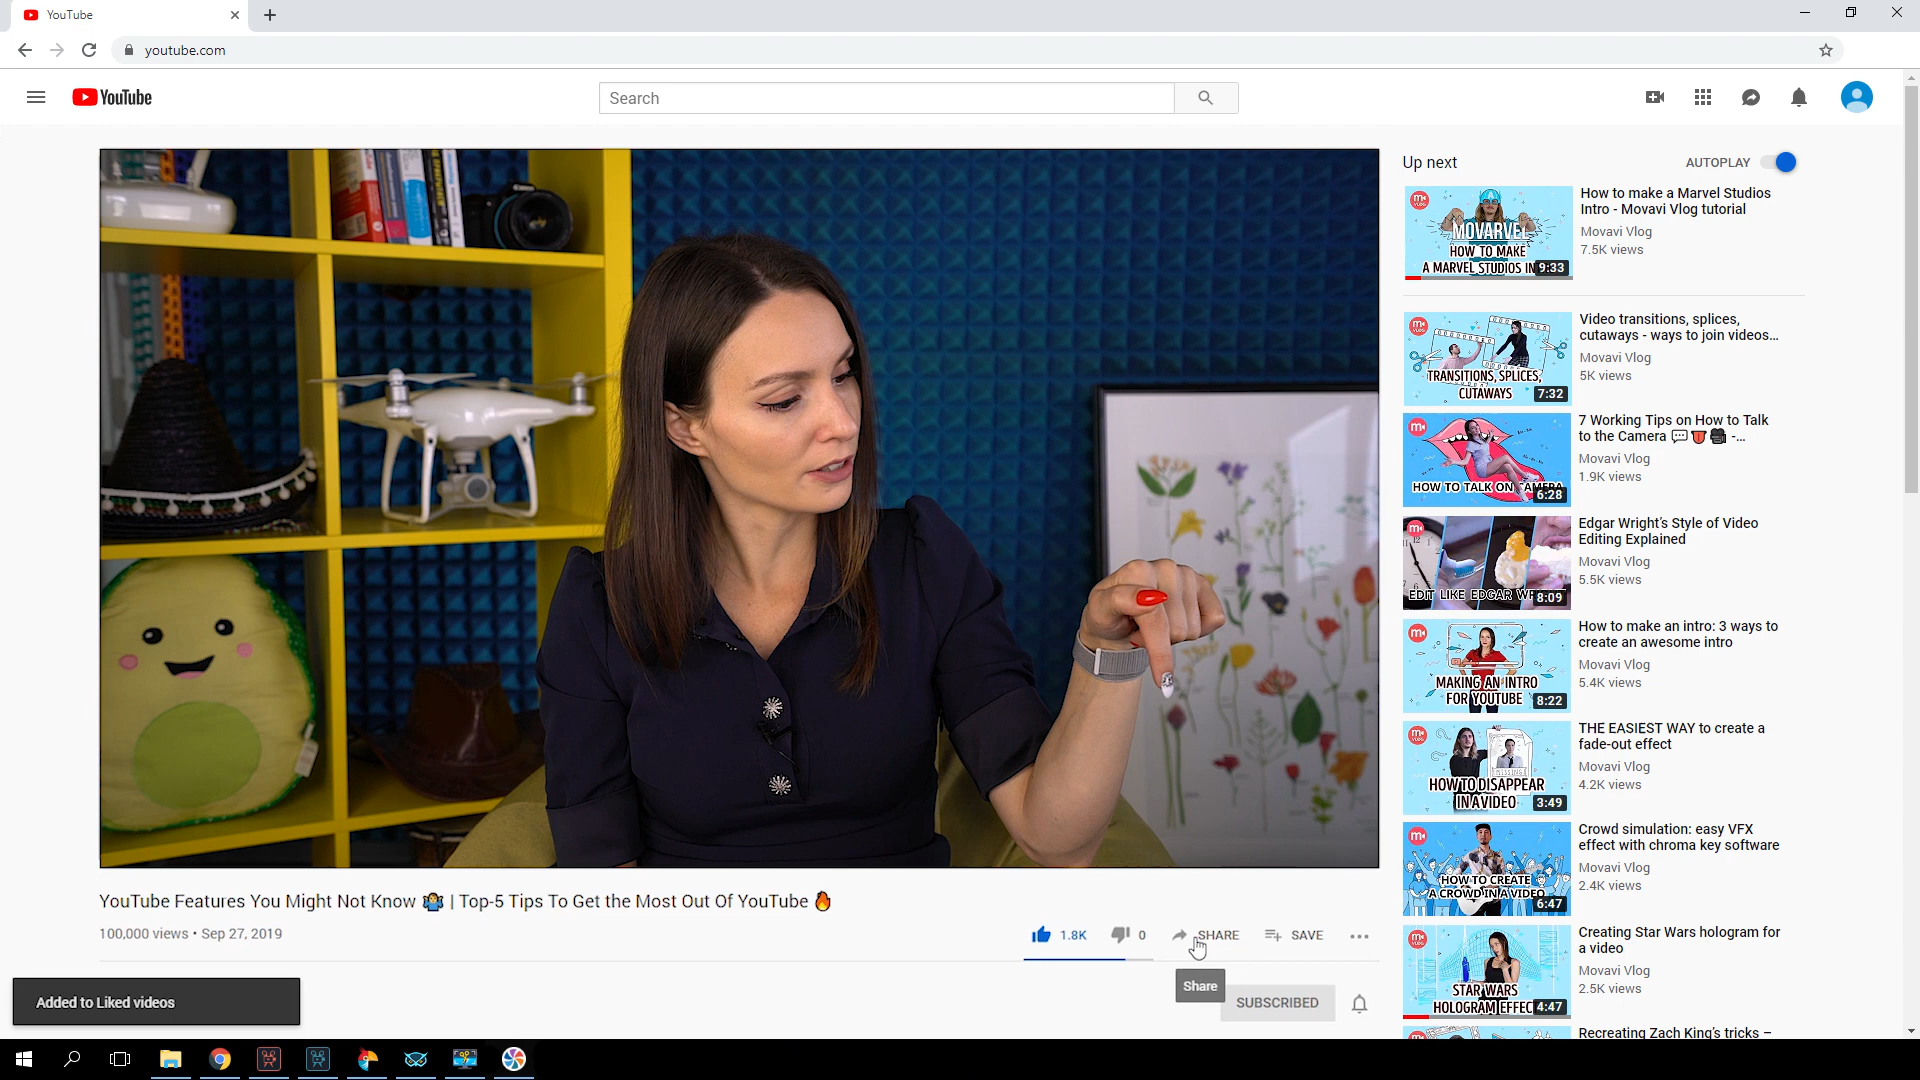 YouTube
youtube.com
YouTube
Search
Up next
AUTOPLAY
MOVARVEL
HOW TO MAKE
A MARVEL STUDIOS IN
9:33
How to make a Marvel Studios
Intro - Movavi Vlog tutorial
Movavi Vlog
7.5K views
TRANSITIONS, SPLICES,
CUTAWAYS
7:32
Video transitions, splices,
cutaways - ways to join videos...
Movavi Vlog
5K views
HOW TO TALK ON CAMERA
6:28
7 Working Tips on How to Talk
to the Camera 💬👅🎥 -...
Movavi Vlog
1.9K views
EDIT LIKE EDGAR WR
8:09
Edgar Wright's Style of Video
Editing Explained
Movavi Vlog
5.5K views
MAKING AN INTRO
FOR YOUTUBE
8:22
How to make an intro: 3 ways to
create an awesome intro
Movavi Vlog
5.4K views
MISSING
HOW TO DISAPPEAR
IN A VIDEO
3:49
THE EASIEST WAY to create a
fade-out effect
Movavi Vlog
4.2K views
HOW TO CREATE
A CROWD IN A VIDEO
6:47
Crowd simulation: easy VFX
effect with chroma key software
Movavi Vlog
2.4K views
STAR WARS
HOLOGRAM EFFEC
4:47
Creating Star Wars hologram for
a video
Movavi Vlog
2.5K views
Recreating Zach King's tricks –
YouTube Features You Might Not Know 🤷 | Top-5 Tips To Get the Most Out Of YouTube 🔥
100,000 views • Sep 27, 2019
1.8K
0
SHARE
SAVE
Share
SUBSCRIBED
Added to Liked videos